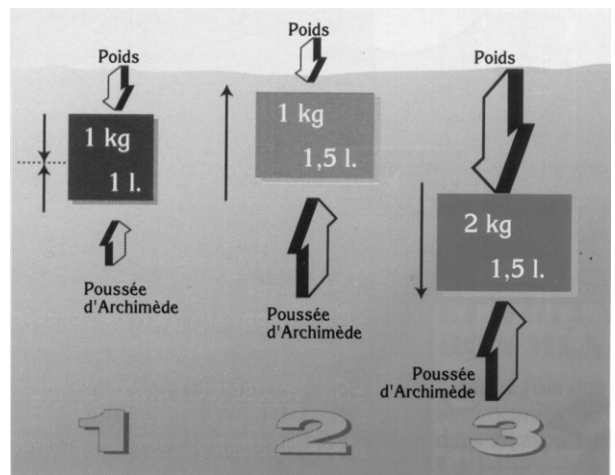 Poids
1 kg
1 l.
Poussée
d'Archimède
1
Poids
1 kg
1,5 l.
Poussée
d'Archimède
2
Poids
2 kg
1,5 l.
Poussée
d'Archimède
3